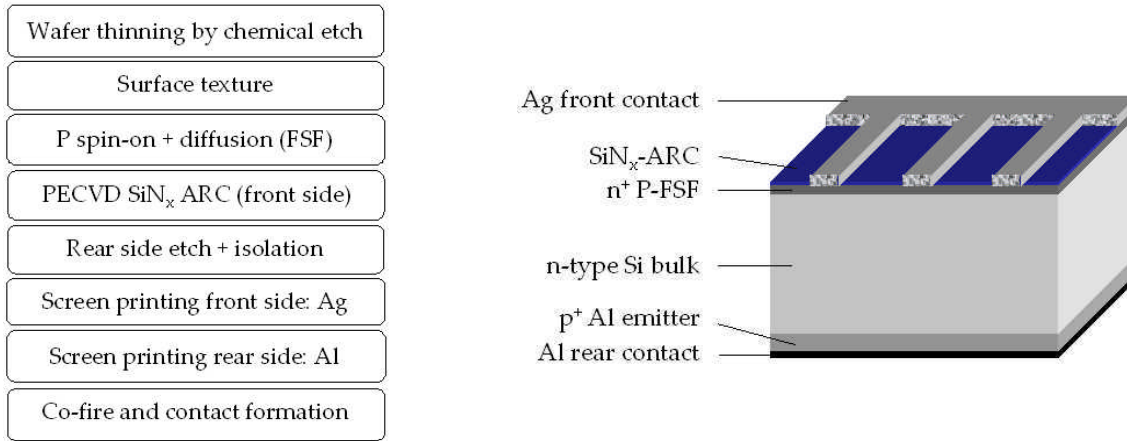 Wafer thinning by chemical etch
Surface texture
P spin-on + diffusion (FSF)
PECVD SiNₓ ARC (front side)
Rear side etch + isolation
Screen printing front side: Ag
Screen printing rear side: Al
Co-fire and contact formation
Ag front contact
SiNₓ-ARC
n⁺ P-FSF
n-type Si bulk
p⁺ Al emitter
Al rear contact